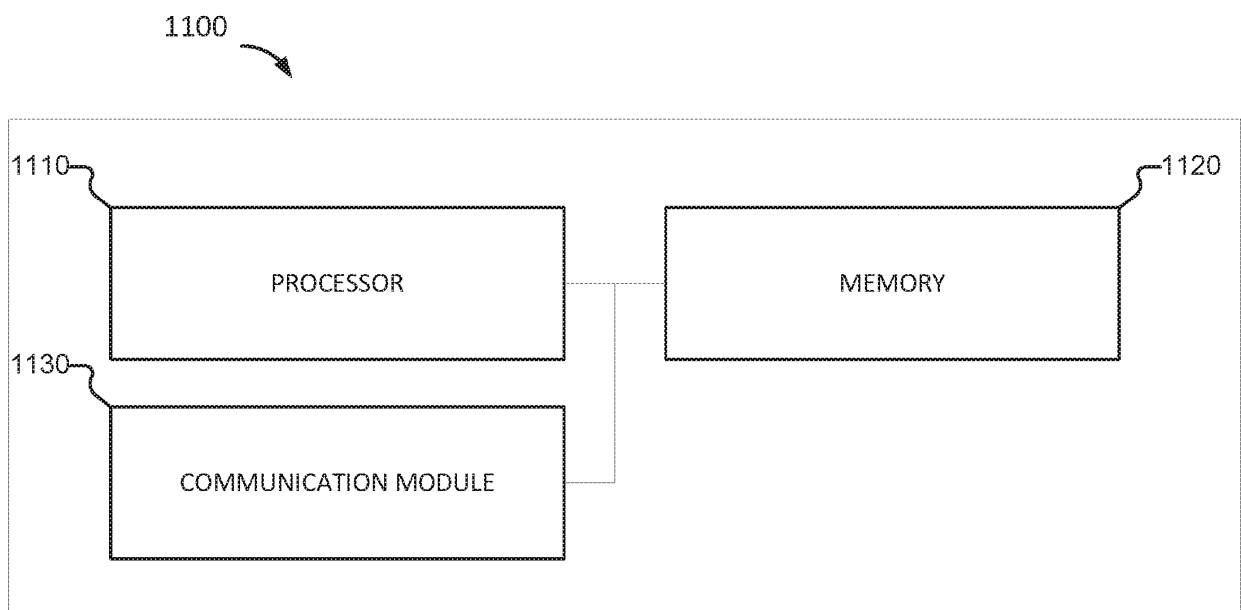 1100
1110
1120
PROCESSOR
MEMORY
1130
COMMUNICATION MODULE